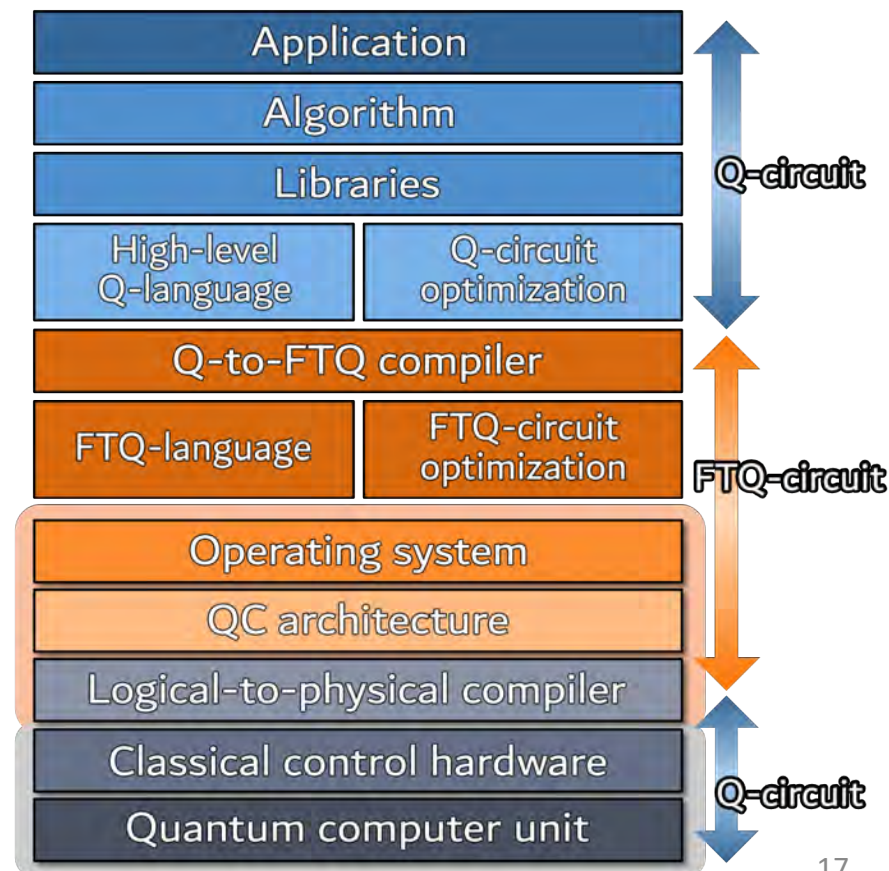 Application
Algorithm
Libraries
Q-circuit
High-level
Q-language
Q-circuit
optimization
Q-to-FTQ compiler
FTQ-language
FTQ-circuit
optimization
FTQ-circuit
Operating system
QC architecture
Logical-to-physical compiler
Classical control hardware
Q-circuit
Quantum computer unit
17